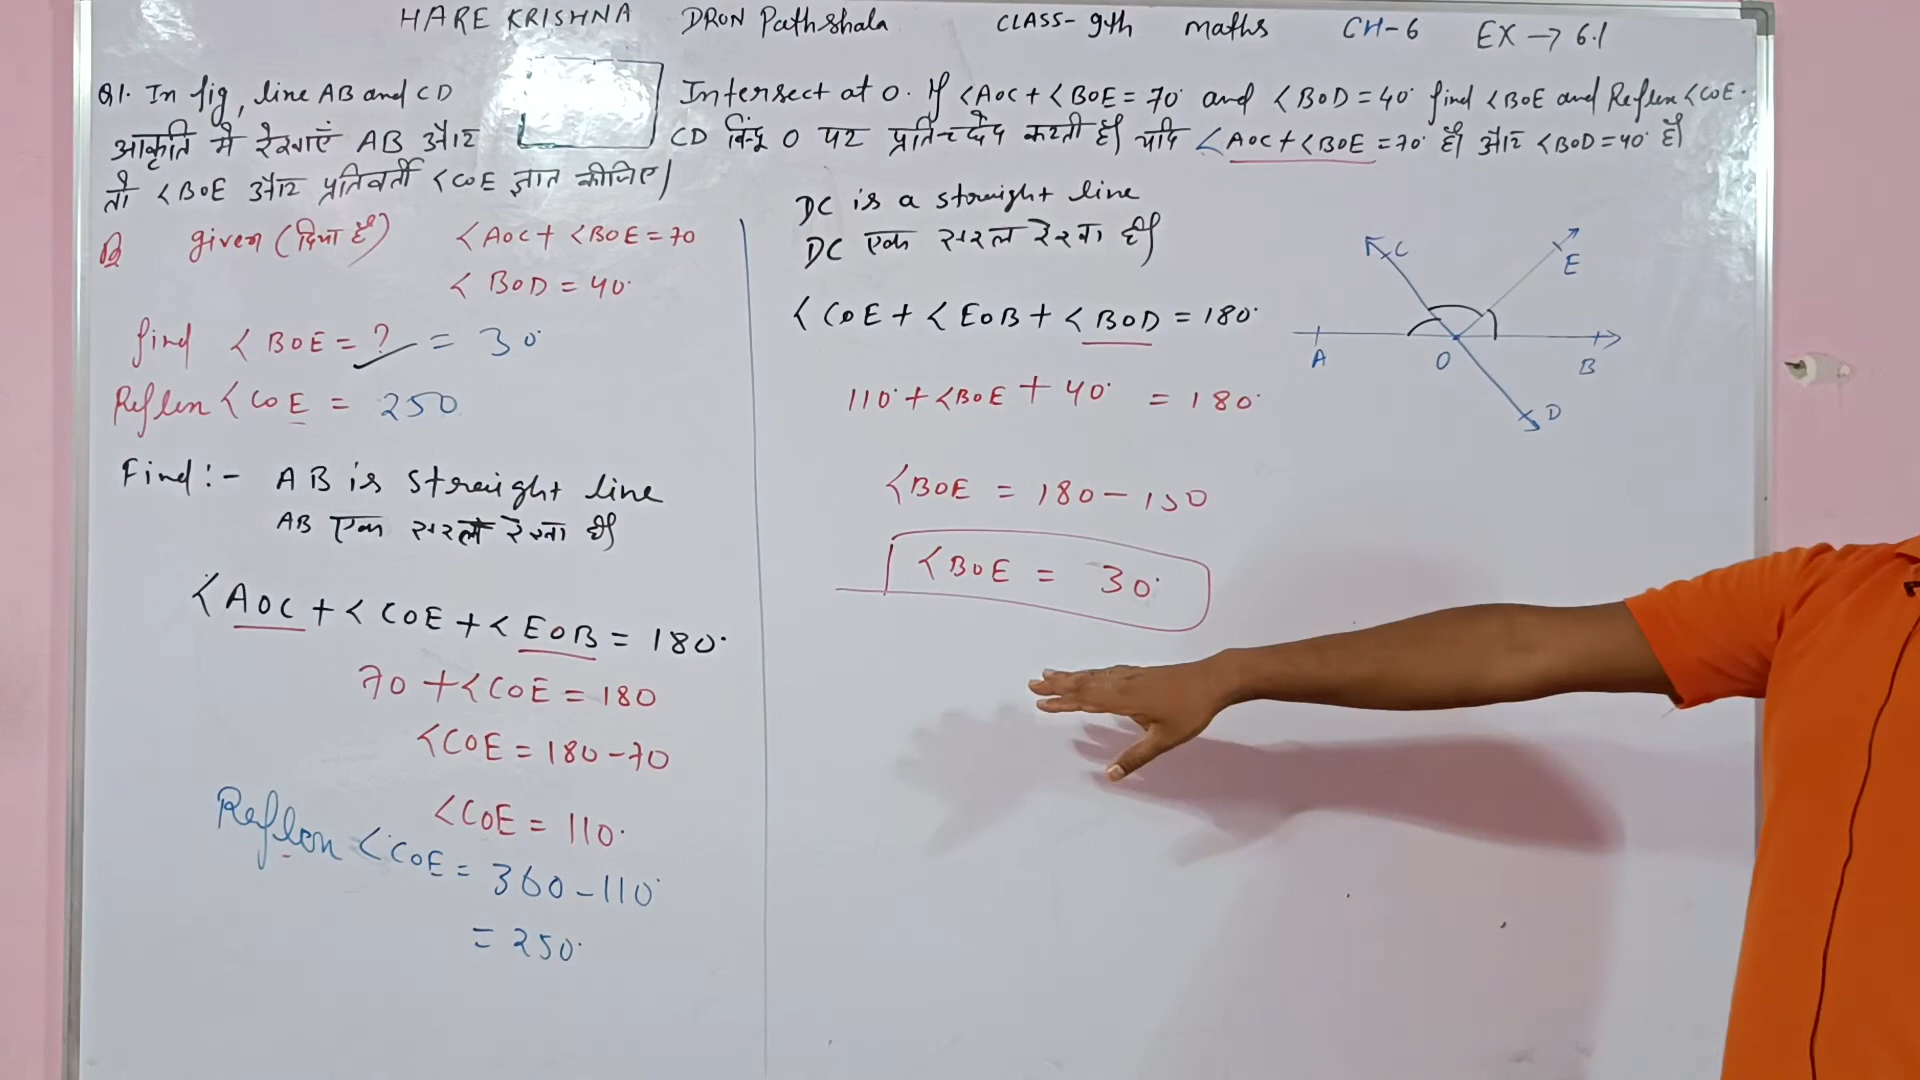 HARE KRISHNA DRON Pathshala CLASS- 9th maths CH-6 EX → 6.1
Q1. In fig, line AB and CD Intersect at O. If <AOC + <BOE = 70° and <BOD = 40° find <BOE and Reflex <COE.
आकृति में रेखाएं AB और CD बिन्दु O पर प्रतिच्छेद करती हैं| यदि <AOC + <BOE = 70° है और <BOD = 40° है
तो <BOE और प्रतिवर्ती <COE ज्ञात कीजिए|
given (दिया है) <AOC + <BOE = 70
<BOD = 40°
find <BOE = ? = 30°
Reflex <COE = 250
Find :- AB is straight line
AB एक सरल रेखा है
<AOC + <COE + <EOB = 180°
70 + <COE = 180
<COE = 180 - 70
<COE = 110°
Reflex <COE = 360 - 110°
= 250°
DC is a straight line
DC एक सरल रेखा है
<COE + <EOB + <BOD = 180°
110° + <BOE + 40° = 180°
<BOE = 180 - 150
<BOE = 30°
C
E
A
O
B
D